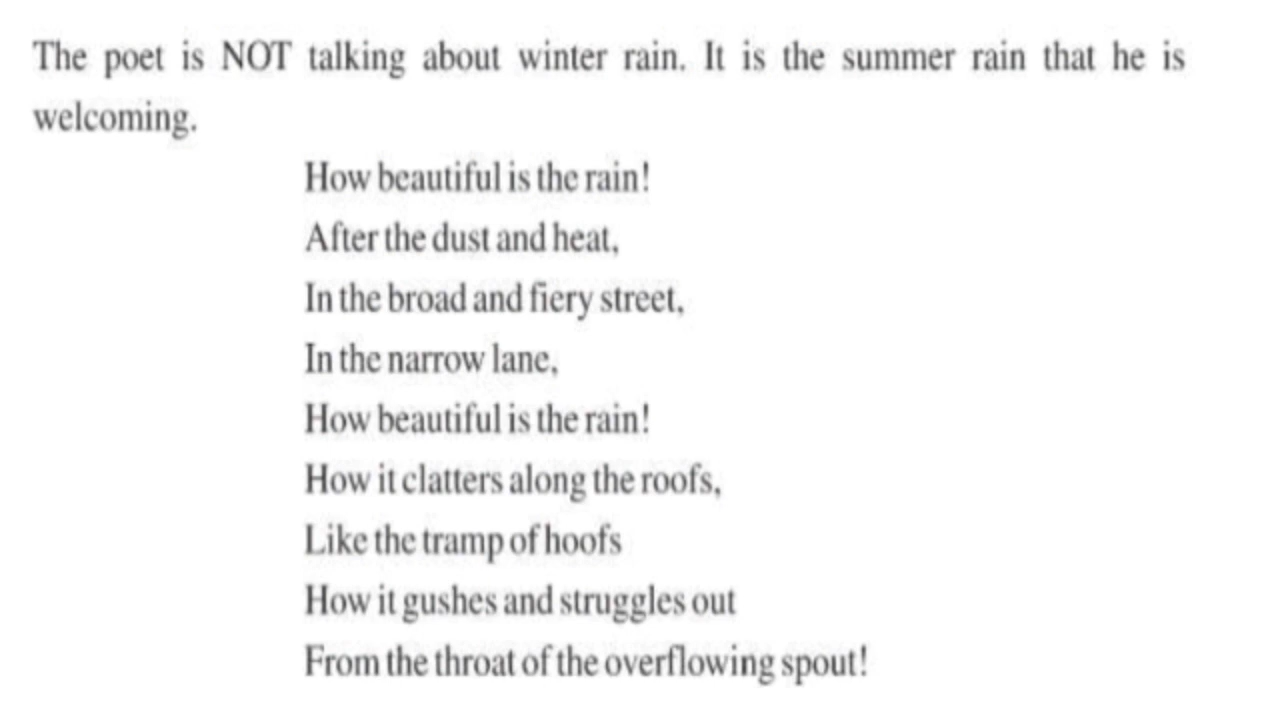 The poet is NOT talking about winter rain. It is the summer rain that he is
welcoming.
How beautiful is the rain!
After the dust and heat,
In the broad and fiery street,
In the narrow lane,
How beautiful is the rain!
How it clatters along the roofs,
Like the tramp of hoofs
How it gushes and struggles out
From the throat of the overflowing spout!